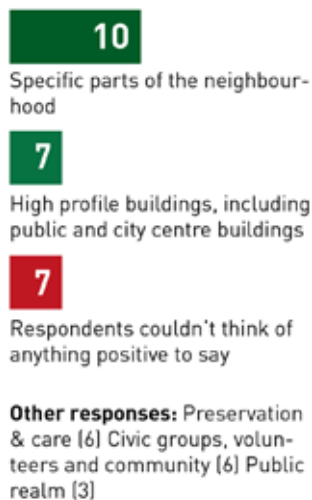 10
Specific parts of the neighbour-
hood
7
High profile buildings, including
public and city centre buildings
7
Respondents couldn't think of
anything positive to say
Other responses: Preservation
& care (6) Civic groups, volun-
teers and community (6) Public
realm (3)